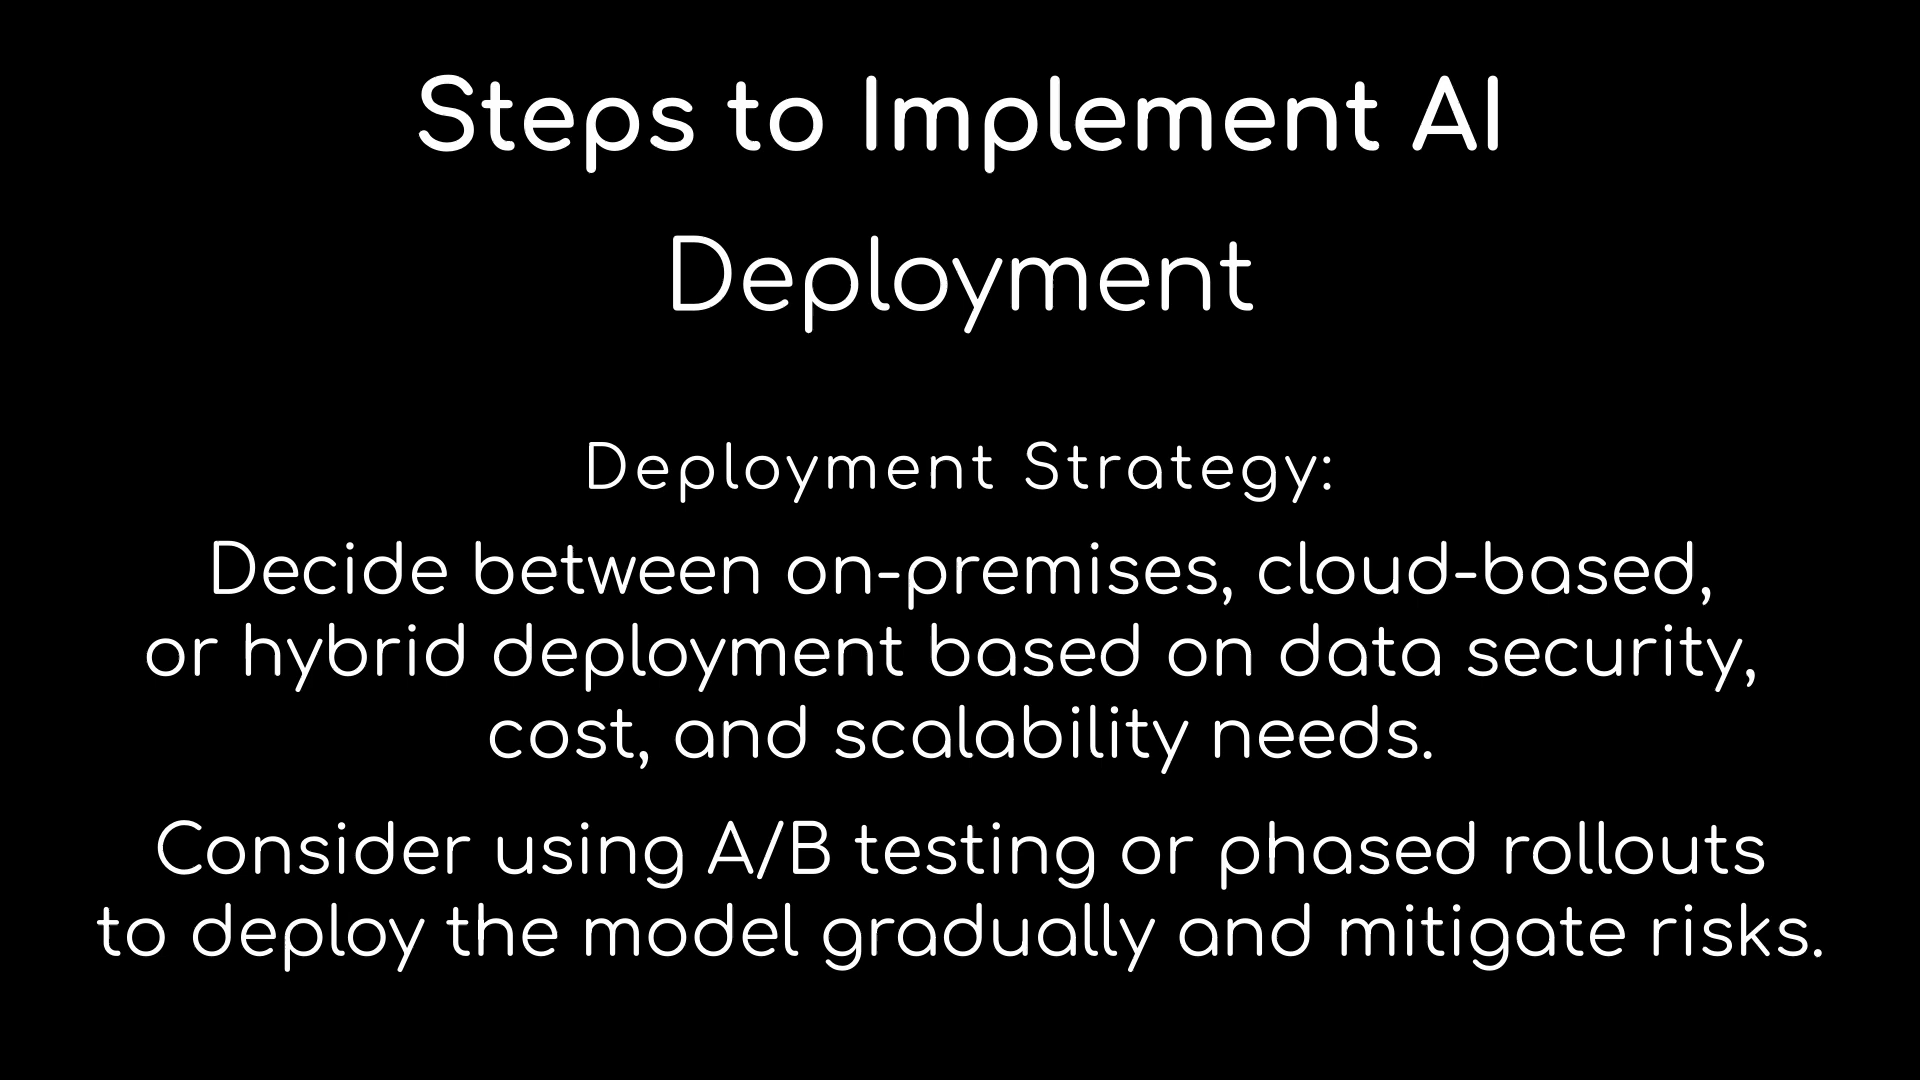 Steps to Implement AI
Deployment
Deployment Strategy:
Decide between on-premises, cloud-based,
or hybrid deployment based on data security,
cost, and scalability needs.
Consider using A/B testing or phased rollouts
to deploy the model gradually and mitigate risks.